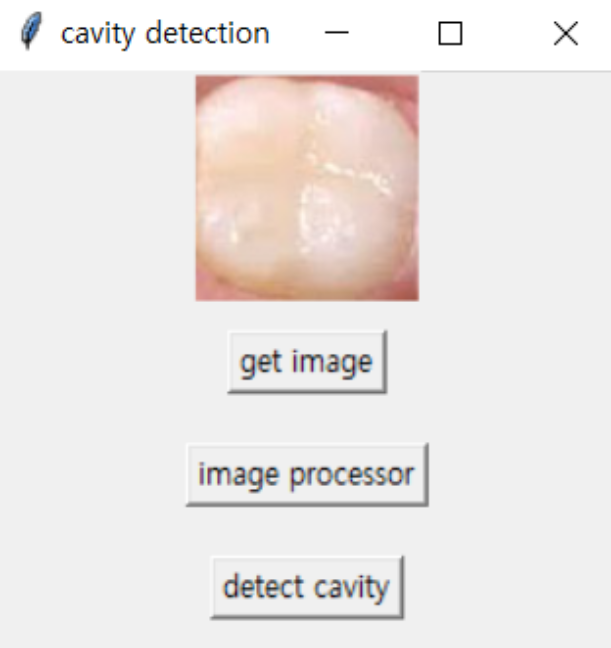 cavity detection
get image
image processor
detect cavity